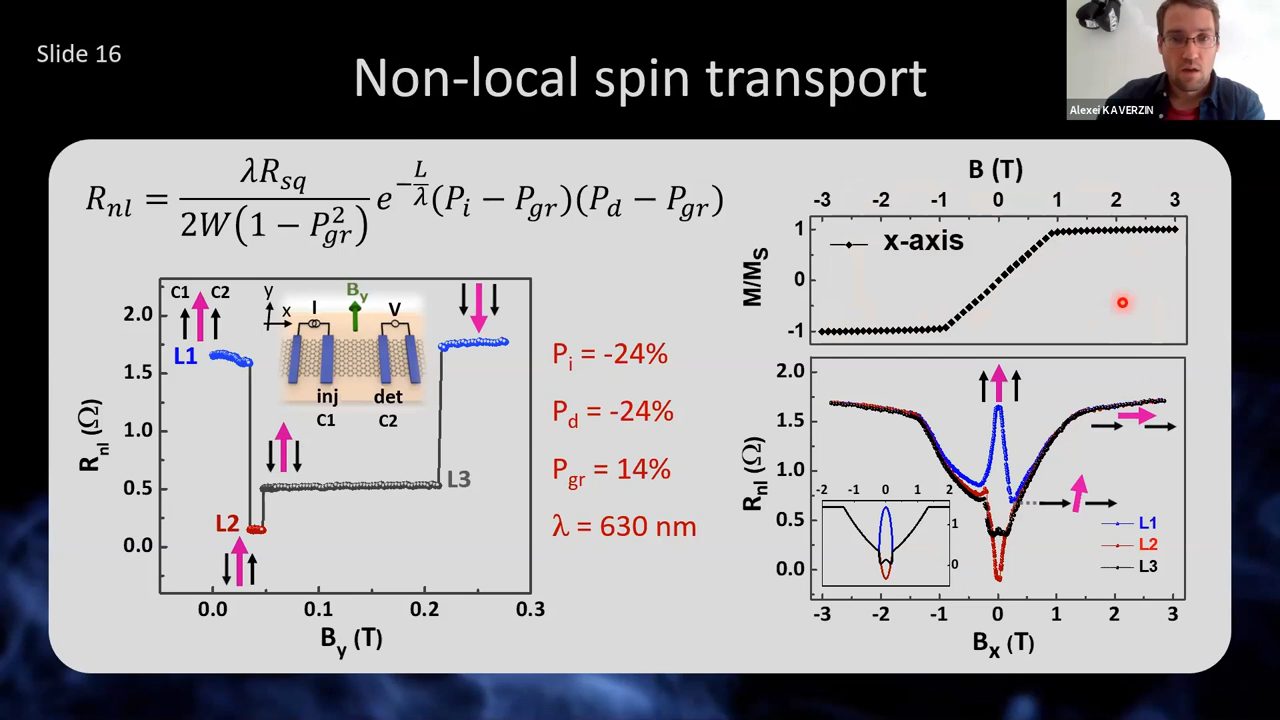 Slide 16
Non-local spin transport
Alexei KAVERZIN
R_nl = λR_sq / 2W(1 − P_gr^2) e^(−L/λ) (P_i − P_gr)(P_d − P_gr)
C1 C2
L1
y
x
B_y
I
V
inj
det
C1
C2
L2
L3
2.0
1.5
1.0
0.5
0.0
R_nl (Ω)
0.0 0.1 0.2 0.3
B_y (T)
P_i = -24%
P_d = -24%
P_gr = 14%
λ = 630 nm
B (T)
-3 -2 -1 0 1 2 3
x-axis
M/M_S
1
0
-1
2.0
1.5
1.0
0.5
0.0
R_nl (Ω)
-2 -1 0 1 2
1
0
L1
L2
L3
-3 -2 -1 0 1 2 3
B_x (T)